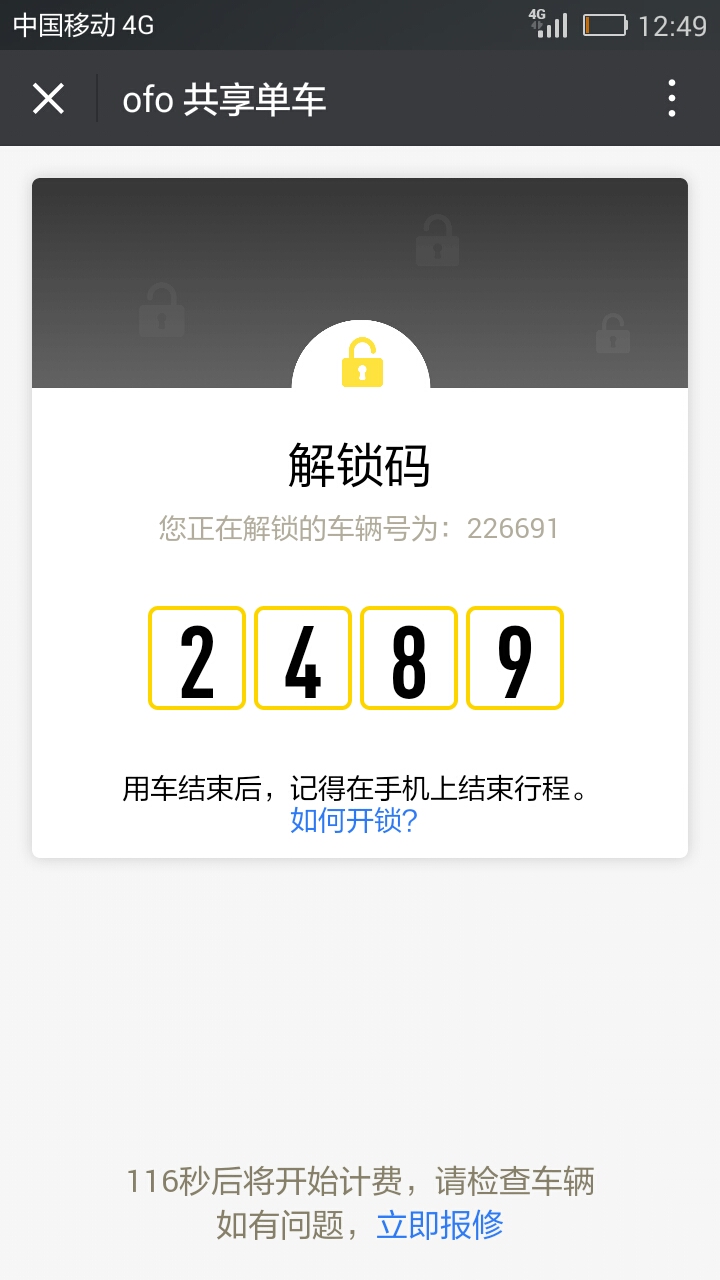 中国移动 4G 4G 12:49
ofo 共享单车
解锁码
您正在解锁的车辆号为：226691
2 4 8 9
用车结束后，记得在手机上结束行程。
如何开锁?
116秒后将开始计费，请检查车辆
如有问题，立即报修